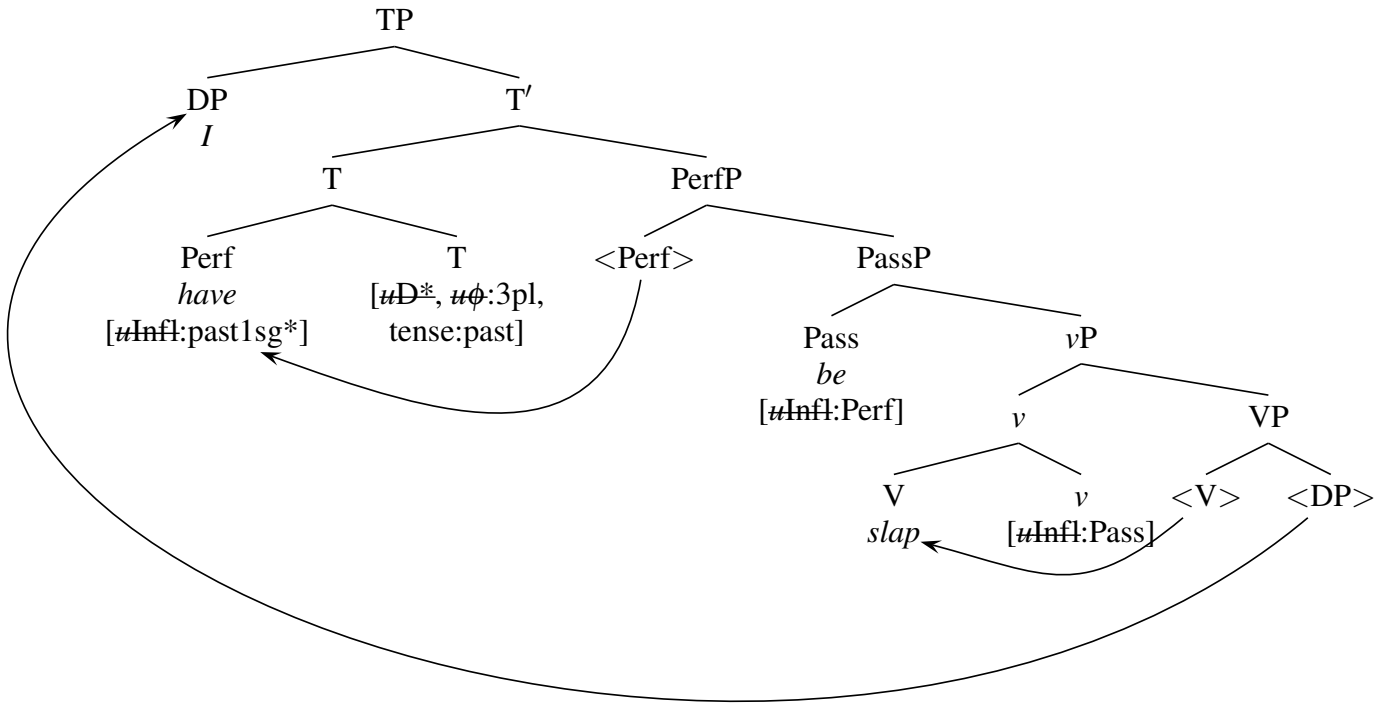 TP
DP T′
I
T PerfP
Perf T <Perf> PassP
have [uD*, uϕ:3pl,
[uInfl:past1sg*] tense:past]
Pass vP
be
[uInfl:Perf]
v VP
V v <V> <DP>
slap [uInfl:Pass]